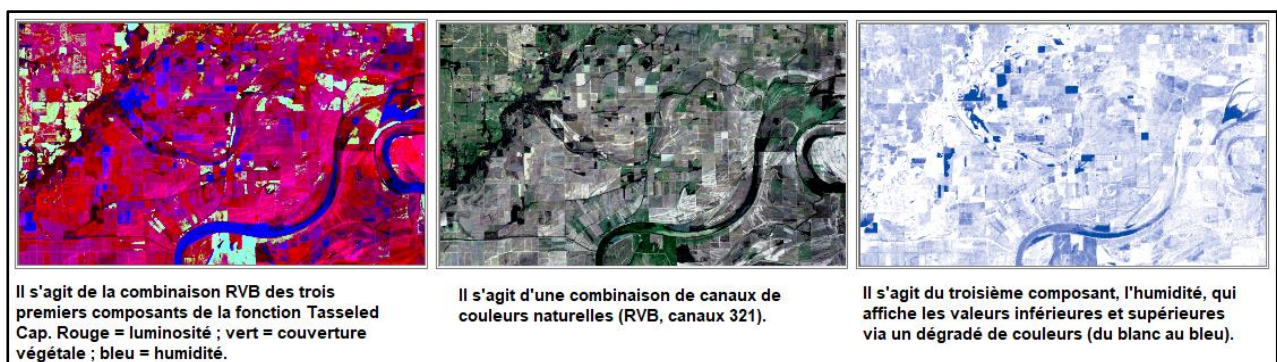 Il s'agit de la combinaison RVB des trois
premiers composants de la fonction Tasseled
Cap. Rouge = luminosité ; vert = couverture
végétale ; bleu = humidité.
Il s'agit d'une combinaison de canaux de
couleurs naturelles (RVB, canaux 321).
Il s'agit du troisième composant, l'humidité, qui
affiche les valeurs inférieures et supérieures
via un dégradé de couleurs (du blanc au bleu).